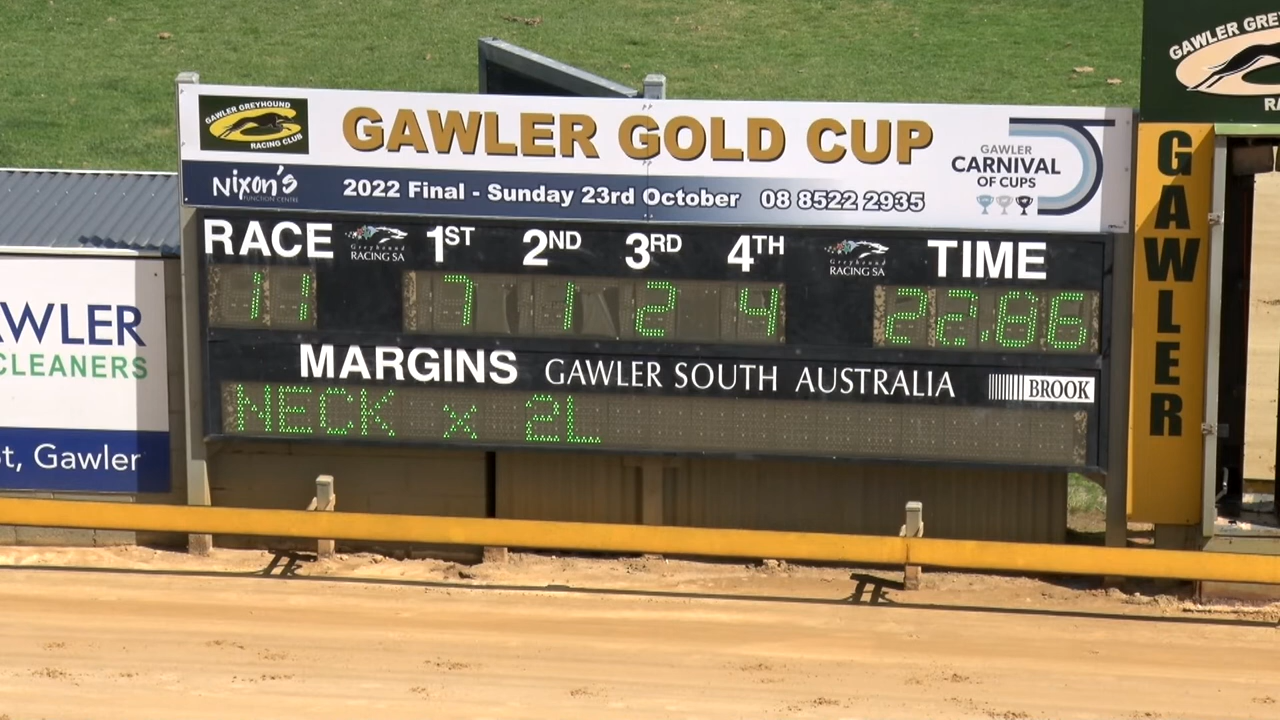 GAWLER GREYHOUND
RACING CLUB
GAWLER GOLD CUP
GAWLER
CARNIVAL
OF CUPS
Nixon's
FUNCTION CENTRE
2022 Final - Sunday 23rd October 08 8522 2935
RACE
Greyhound
RACING SA
1ST 2ND 3RD 4TH
Greyhound
RACING SA
TIME
11 7 1 2 4 22.86
MARGINS GAWLER SOUTH AUSTRALIA BROOK
NECK x 2L
AWLER
CLEANERS
t, Gawler
GAWLER GRE
RA
GAWLER